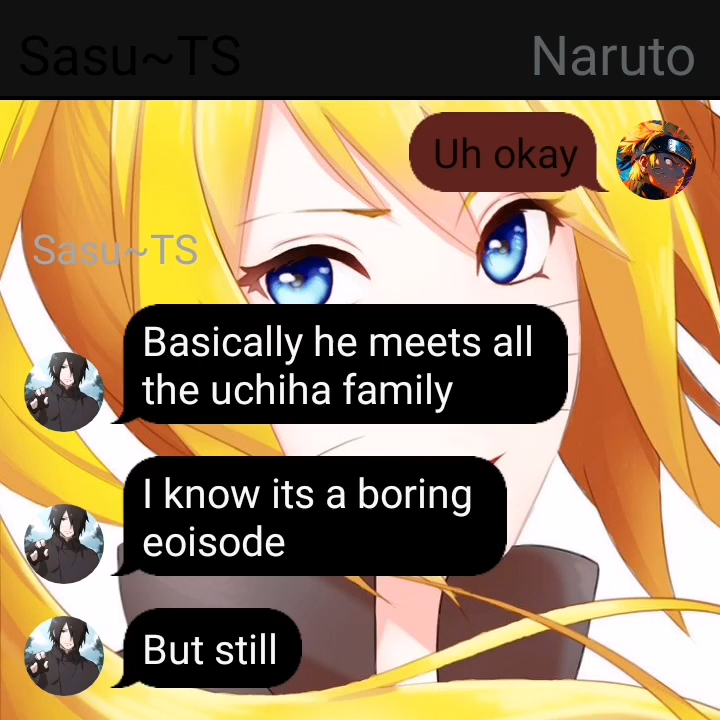 Sasu~TS
Naruto
Uh okay
Sasu~TS
Basically he meets all
the uchiha family
I know its a boring
eoisode
But still